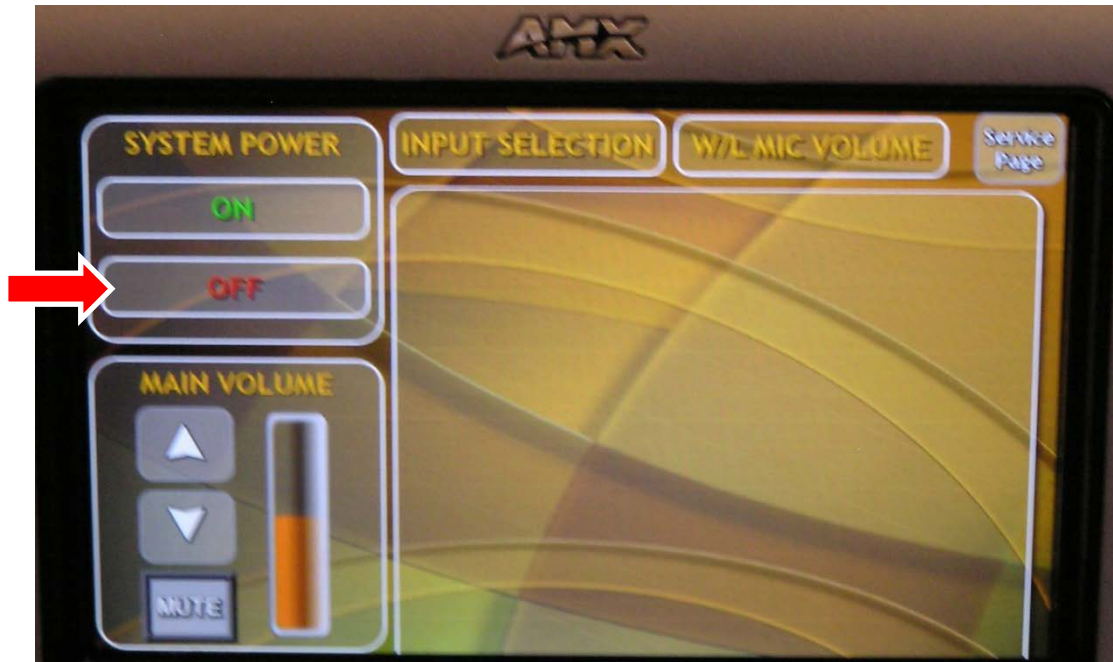 AMX
SYSTEM POWER
ON
OFF
INPUT SELECTION
W/L MIC VOLUME
Service
Page
MAIN VOLUME
MUTE